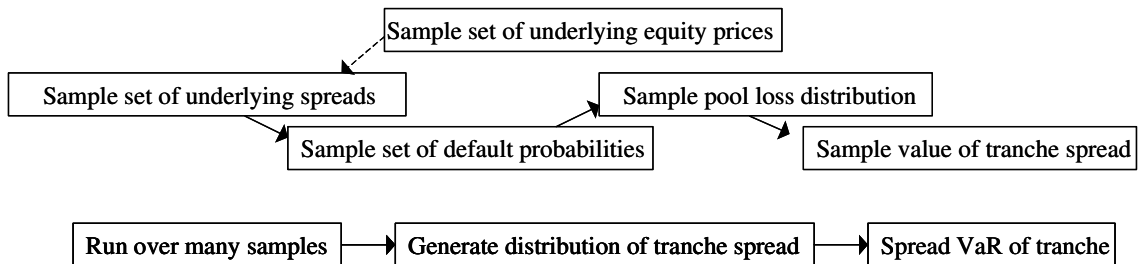 Sample set of underlying equity prices
Sample set of underlying spreads
Sample pool loss distribution
Sample set of default probabilities
Sample value of tranche spread
Run over many samples
Generate distribution of tranche spread
Spread VaR of tranche